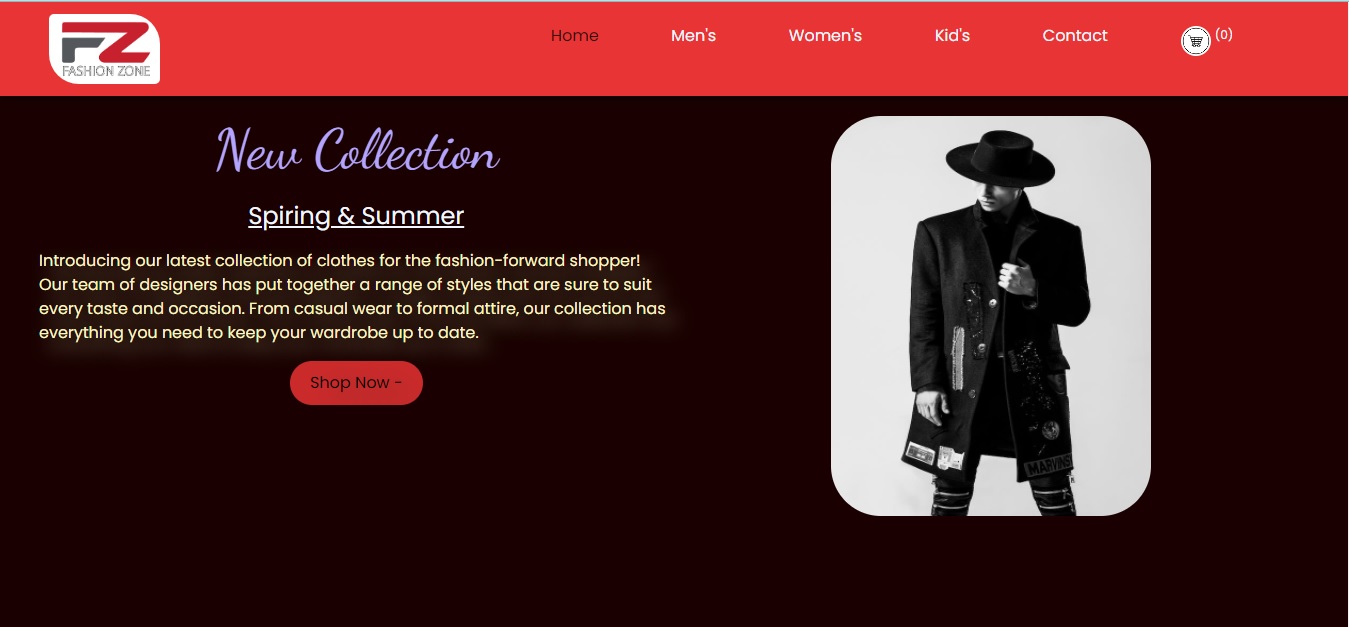 FZ
FASHION ZONE
Home Men's Women's Kid's Contact (0)
New Collection
Spiring & Summer
Introducing our latest collection of clothes for the fashion-forward shopper!
Our team of designers has put together a range of styles that are sure to suit
every taste and occasion. From casual wear to formal attire, our collection has
everything you need to keep your wardrobe up to date.
Shop Now -
MARVINS